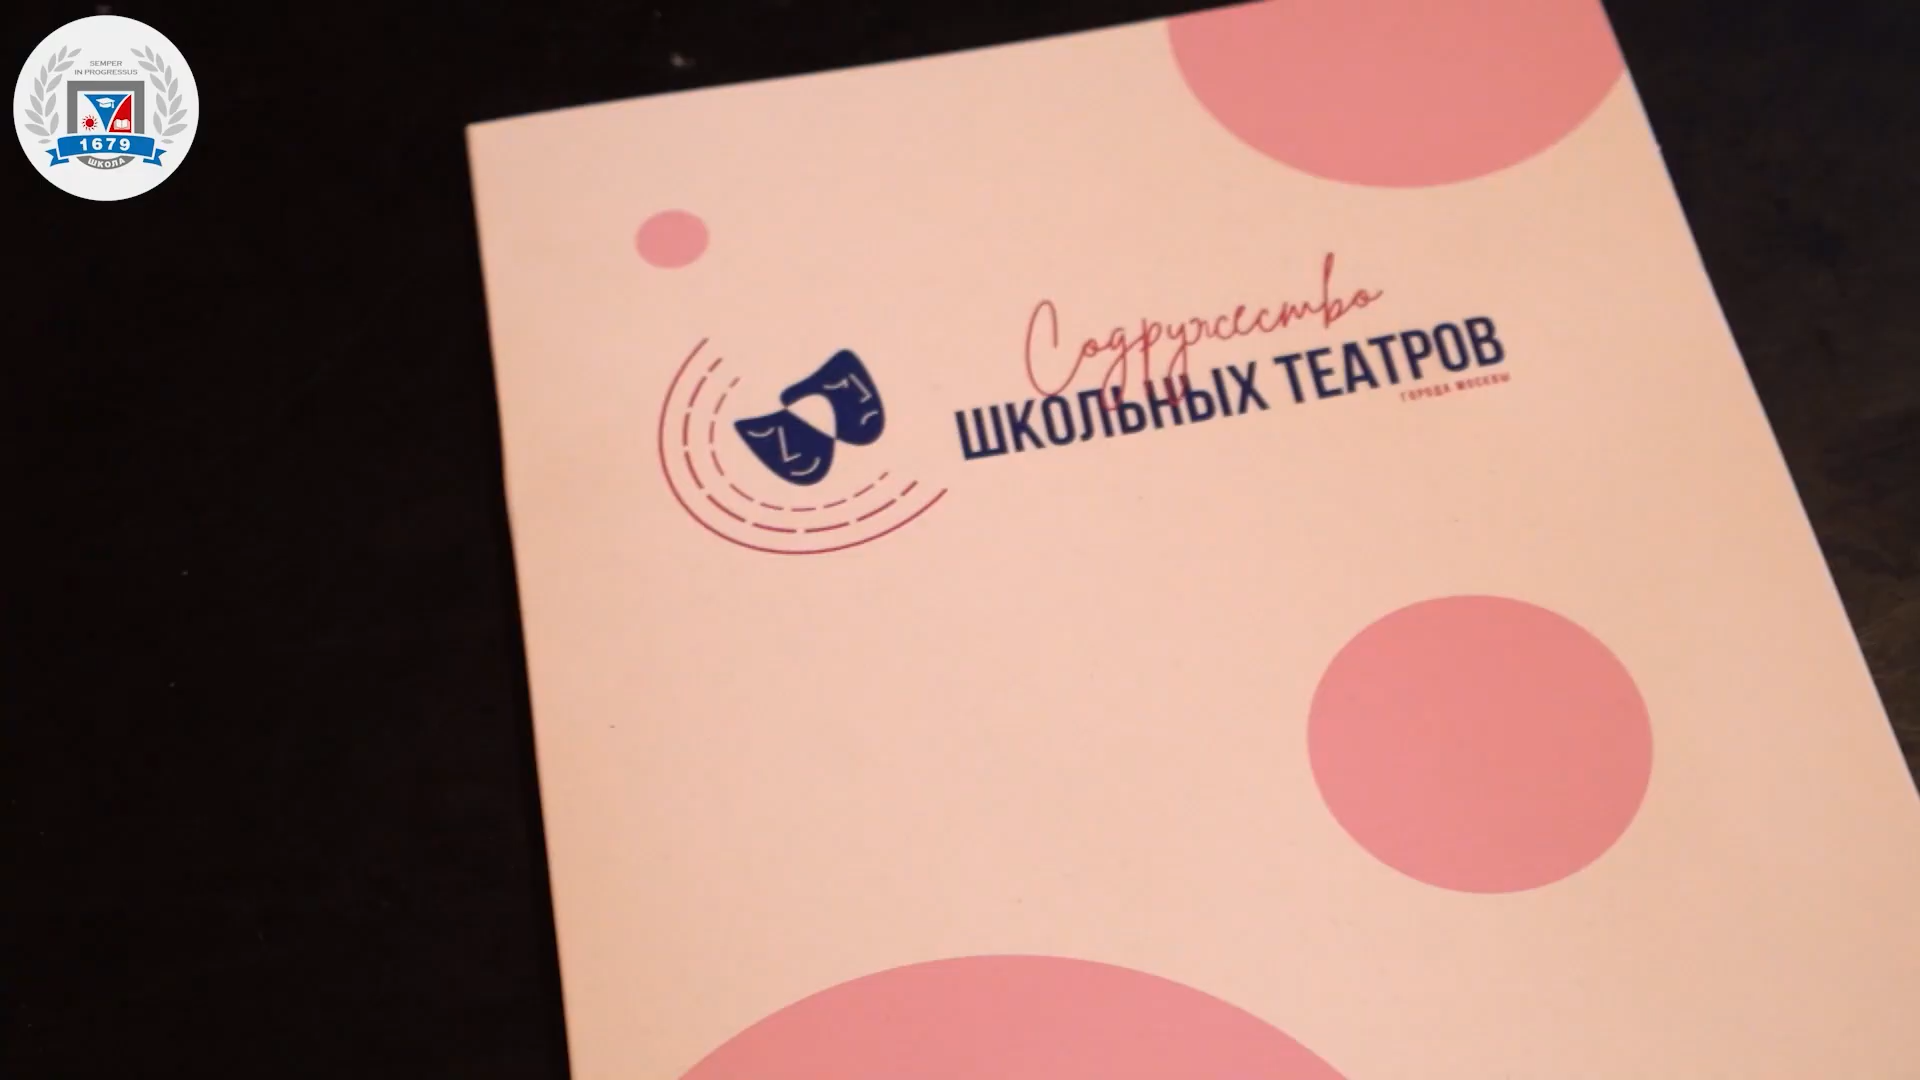 SEMPER
IN PROGRESSUS
1679
ШКОЛА
Содружество
ШКОЛЬНЫХ ТЕАТРОВ
ГОРОДА МОСКВЫ